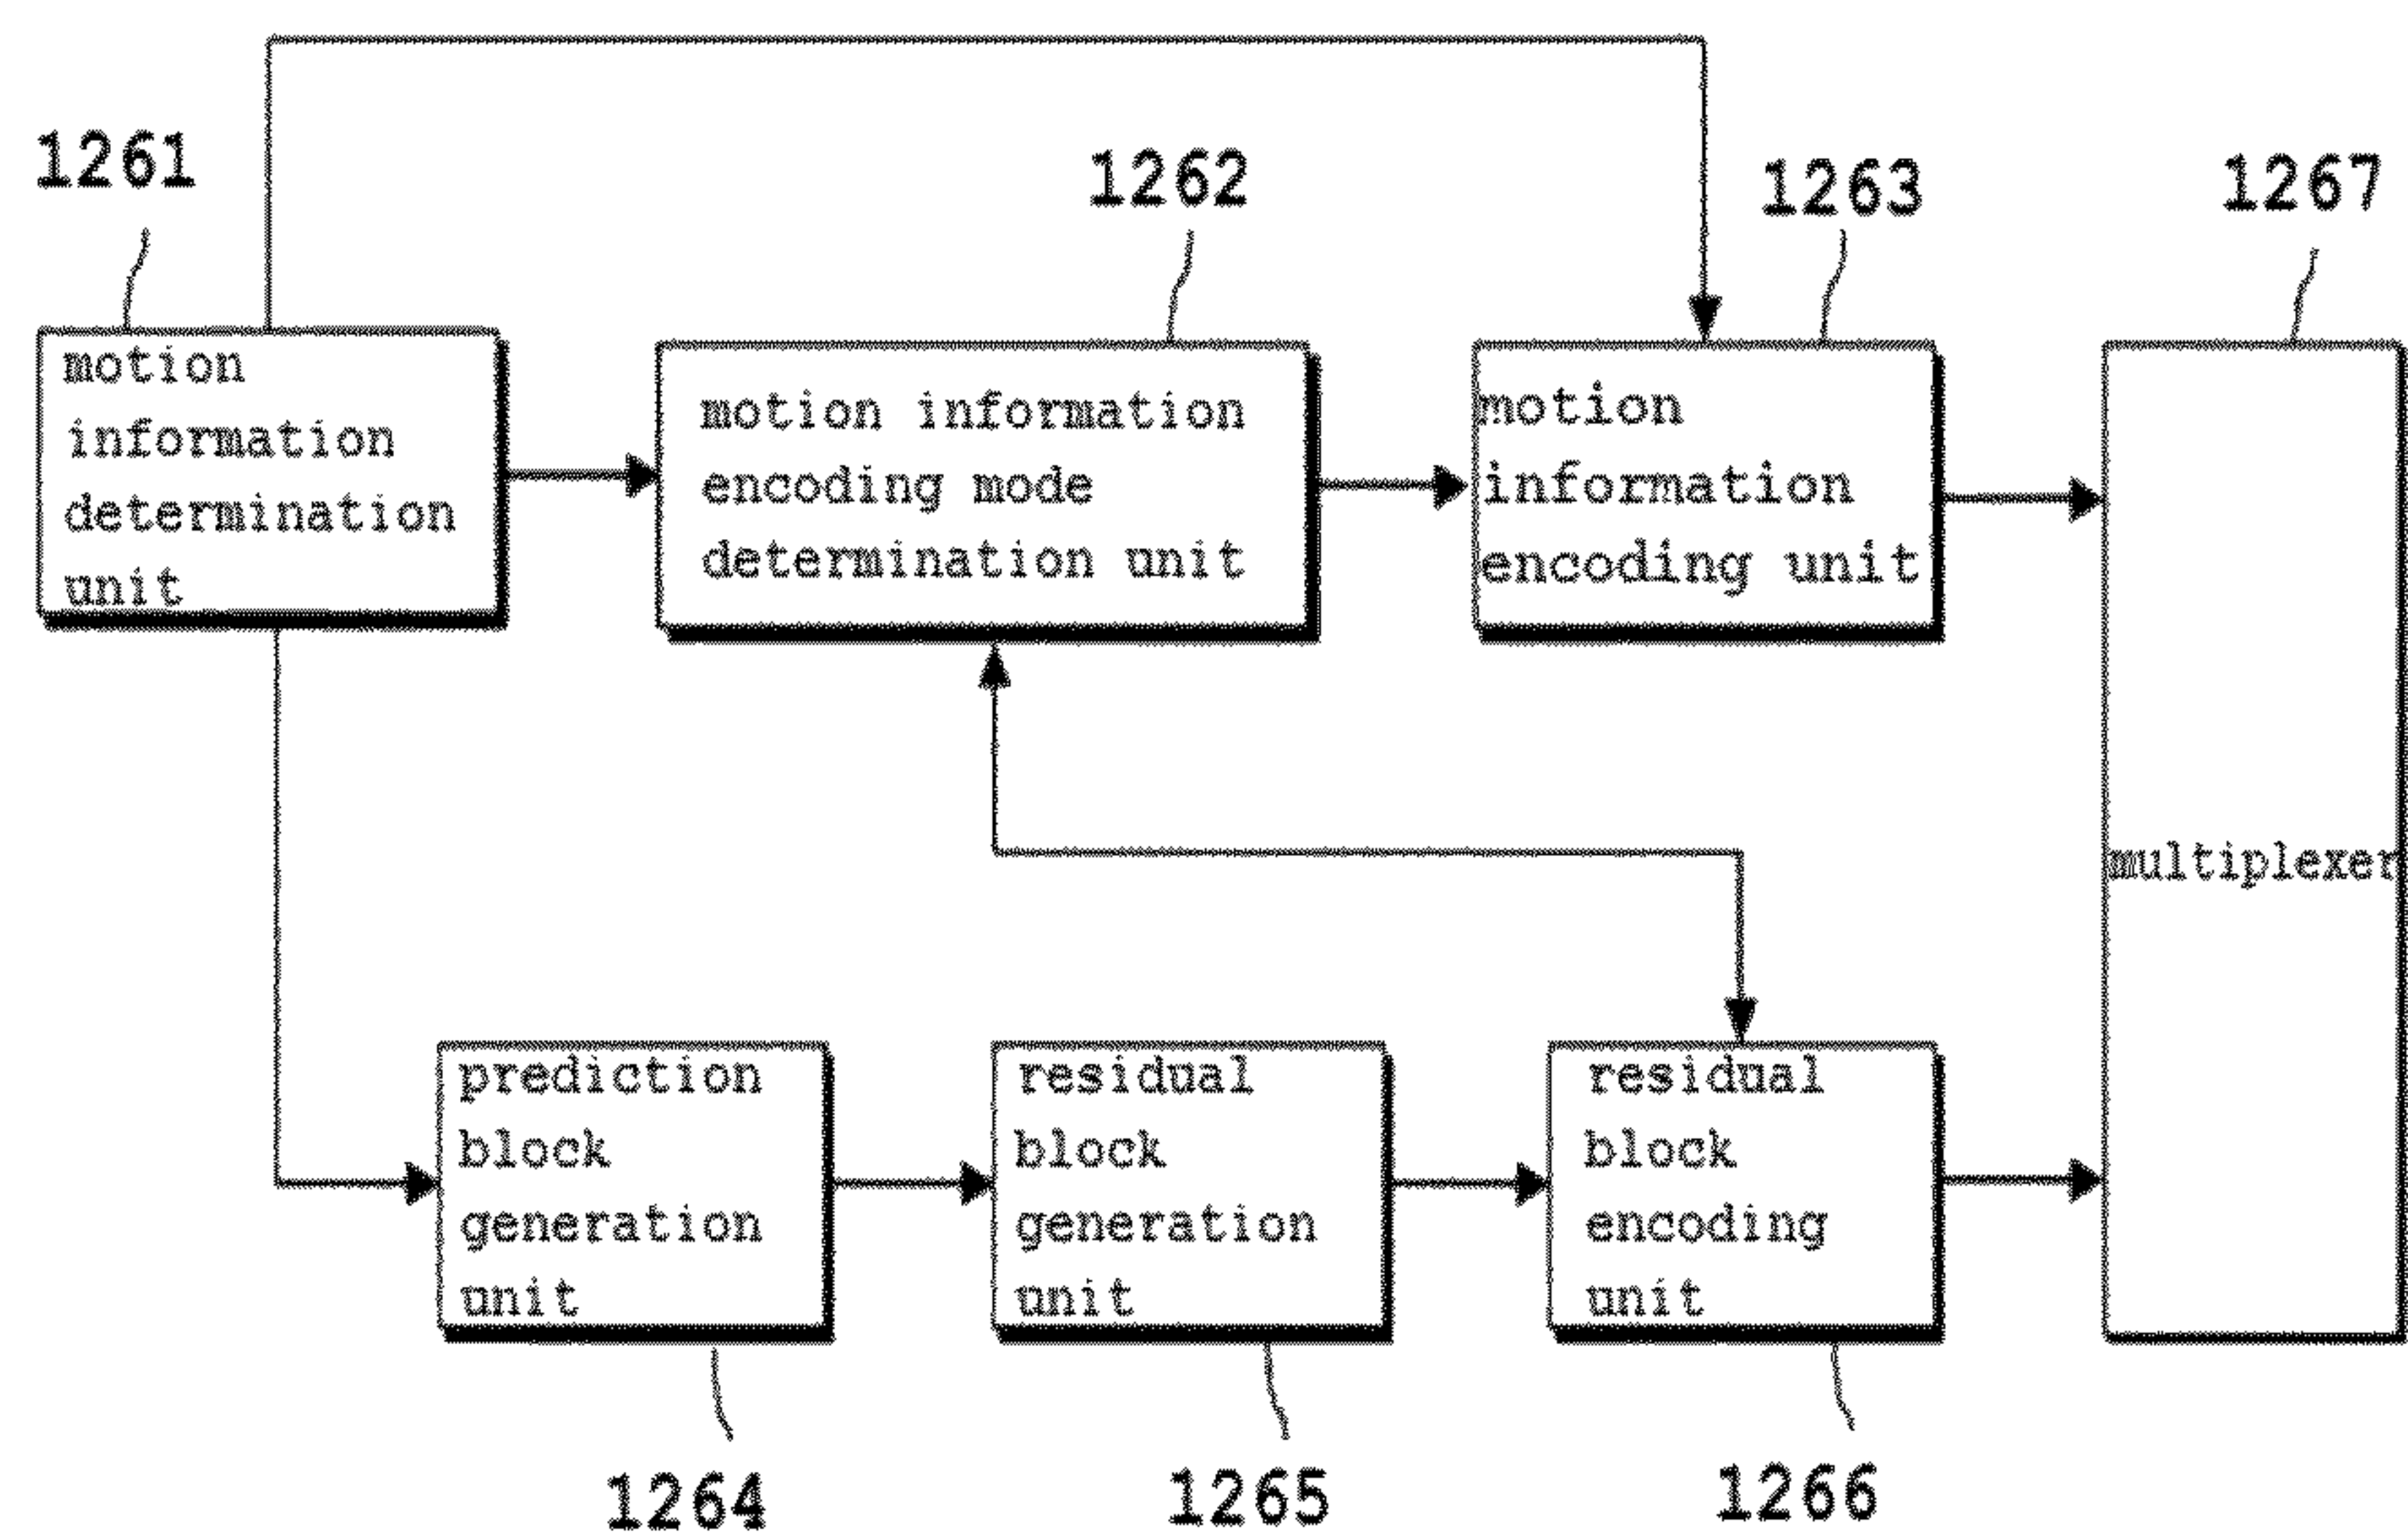 1261
1262
1263
1267
motion
information
determination
unit
motion information
encoding mode
determination unit
motion
information
encoding unit
multiplexer
prediction
block
generation
unit
residual
block
generation
unit
residual
block
encoding
unit
1264
1265
1266